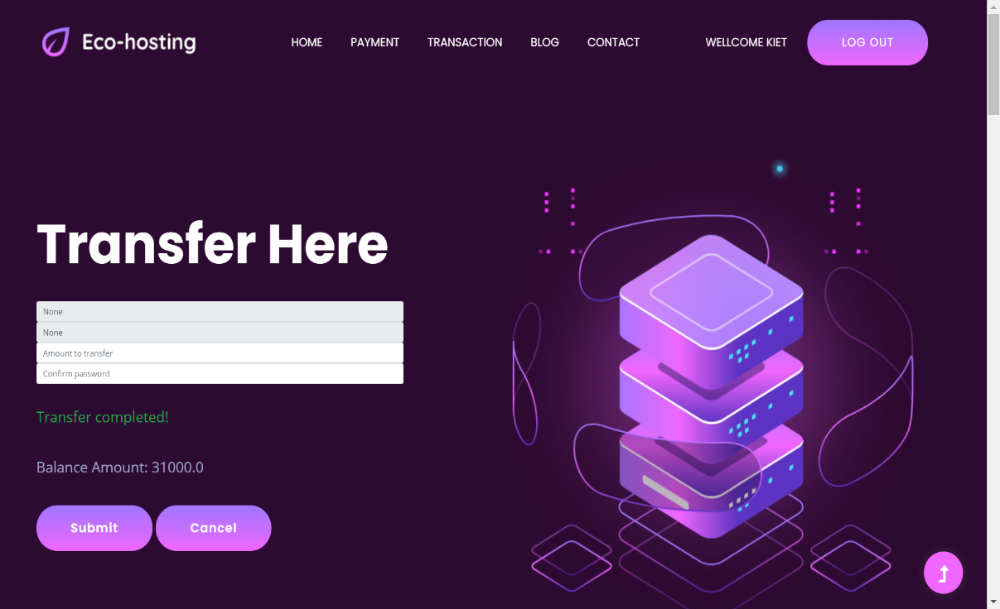 Eco-hosting
HOME PAYMENT TRANSACTION BLOG CONTACT WELLCOME KIET LOG OUT
Transfer Here
None
None
Amount to transfer
Confirm password
Transfer completed!
Balance Amount: 31000.0
Submit Cancel